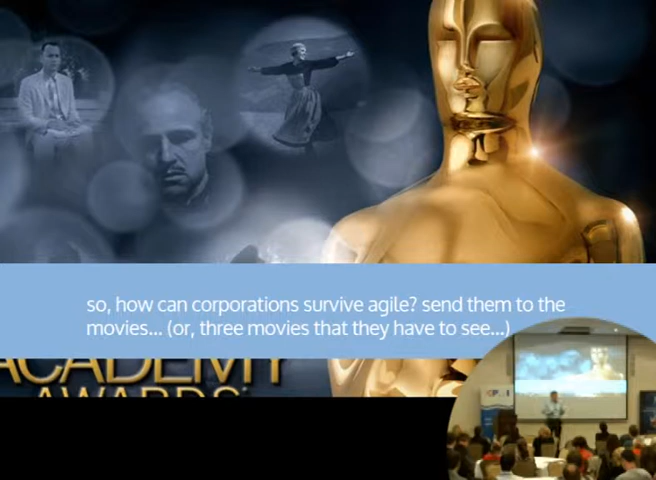 so, how can corporations survive agile? send them to the
movies... (or, three movies that they have to see...)
ACADEMY
AWARDS